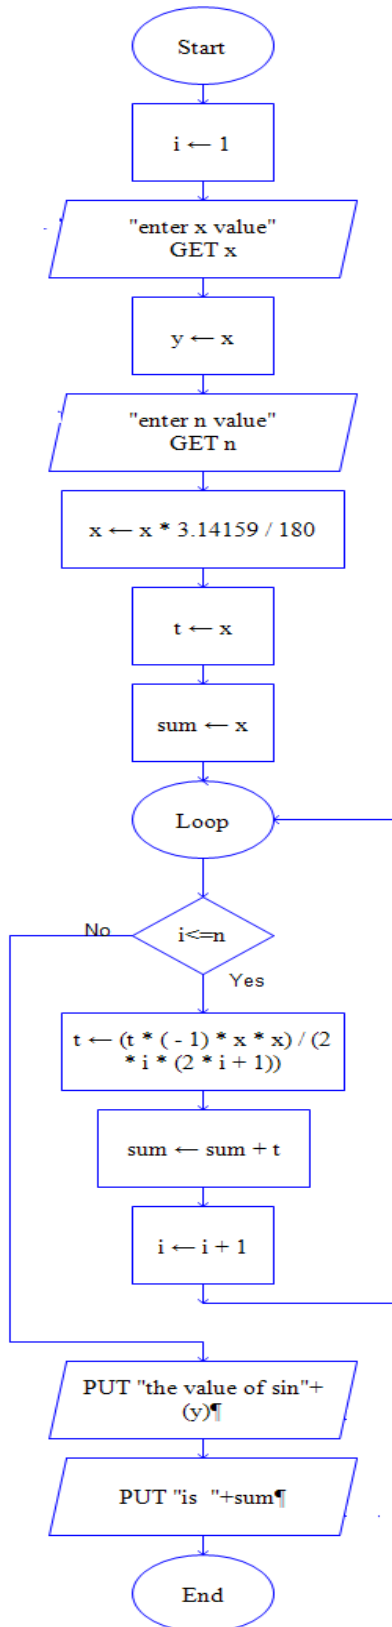 Start
i ← 1
"enter x value"
GET x
y ← x
"enter n value"
GET n
x ← x * 3.14159 / 180
t ← x
sum ← x
Loop
i<=n
No
Yes
t ← (t * ( - 1) * x * x) / (2
* i * (2 * i + 1))
sum ← sum + t
i ← i + 1
PUT "the value of sin"+
(y)¶
PUT "is  "+sum¶
End